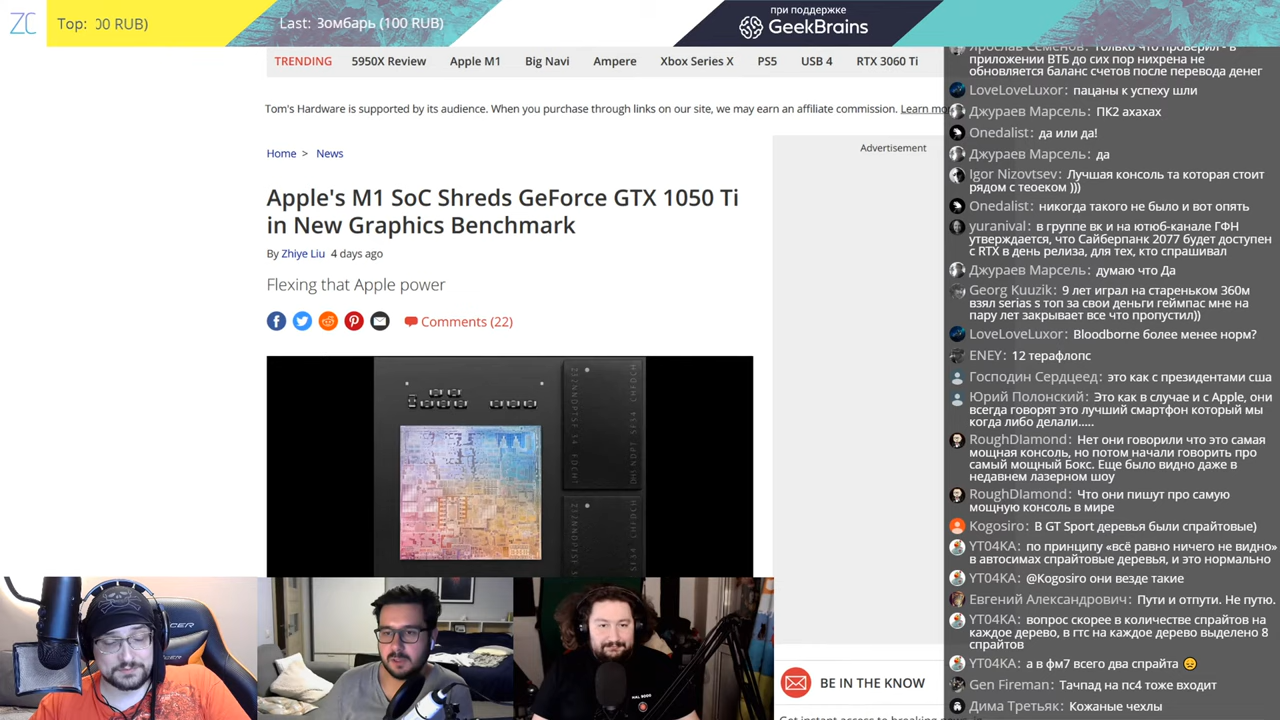 ZC
Top: 00 RUB)
Last: Зомбарь (100 RUB)
при поддержке
GeekBrains
TRENDING 5950X Review Apple M1 Big Navi Ampere Xbox Series X PS5 USB 4 RTX 3060 Ti
Tom's Hardware is supported by its audience. When you purchase through links on our site, we may earn an affiliate commission. Learn mor
Home > News
Advertisement
Apple's M1 SoC Shreds GeForce GTX 1050 Ti
in New Graphics Benchmark
By Zhiye Liu 4 days ago
Flexing that Apple power
Comments (22)
BE IN THE KNOW
Ярослав Семенов: Только что проверил - в
приложении ВТБ до сих пор нихрена не
обновляется баланс счетов после перевода денег
LoveLoveLuxor: пацаны к успеху шли
Джураев Марсель: ПК2 ахахах
Onedalist: да или да!
Джураев Марсель: да
Igor Nizovtsev: Лучшая консоль та которая стоит
рядом с твоеком )))
Onedalist: никогда такого не было и вот опять
yuranival: в группе вк и на ютюб-канале ГФН
утверждается, что Сайберпанк 2077 будет доступен
с RTX в день релиза, для тех, кто спрашивал
Джураев Марсель: думаю что Да
Georg Kuuzik: 9 лет играл на стареньком 360м
взял serias s топ за свои деньги геймпас мне на
пару лет закрывает все что пропустил))
LoveLoveLuxor: Bloodborne более менее норм?
ENEY: 12 терафлопс
Господин Сердцеед: это как с президентами сша
Юрий Полонский: Это как в случае и с Apple, они
всегда говорят это лучший смартфон который мы
когда либо делали.....
RoughDIamond: Нет они говорили что это самая
мощная консоль, но потом начали говорить про
самый мощный Бокс. Еще было видно даже в
недавнем лазерном шоу
RoughDIamond: Что они пишут про самую
мощную консоль в мире
Kogosiro: В GT Sport деревья были спрайтовые)
YT04KA: по принципу «всё равно ничего не видно»
в автосимах спрайтовые деревья, и это нормально
YT04KA: @Kogosiro они везде такие
Евгений Александрович: Пути и отпути. Не путю.
YT04KA: вопрос скорее в количестве спрайтов на
каждое дерево, в гтс на каждое дерево выделено 8
спрайтов
YT04KA: а в фм7 всего два спрайта 😔
Gen Fireman: Тачпад на пс4 тоже входит
Дима Третьяк: Кожаные чехлы